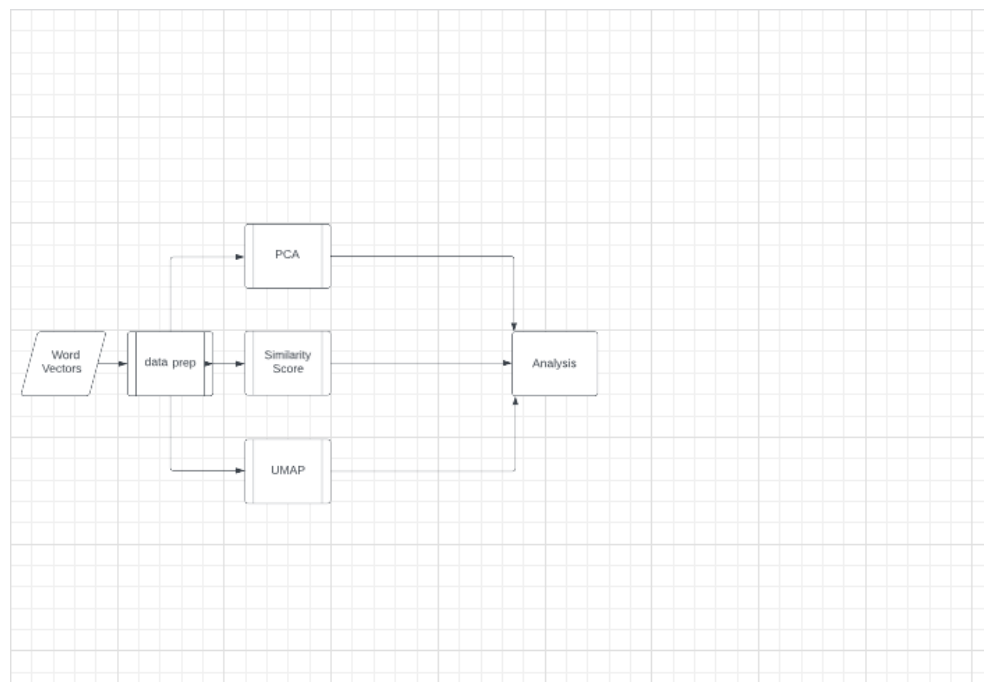 PCA
Word
Vectors
data prep
Similarity
Score
Analysis
UMAP